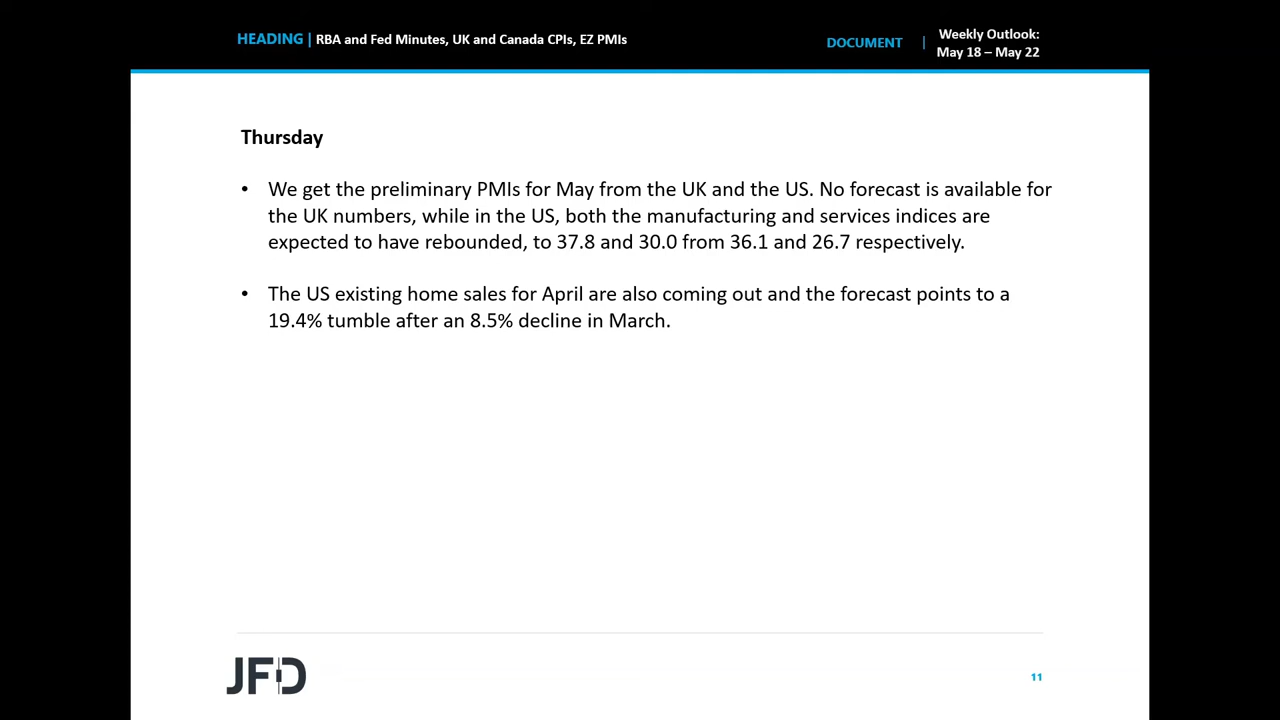 HEADING | RBA and Fed Minutes, UK and Canada CPIs, EZ PMIs
DOCUMENT | Weekly Outlook:
May 18 – May 22
Thursday
• We get the preliminary PMIs for May from the UK and the US. No forecast is available for
the UK numbers, while in the US, both the manufacturing and services indices are
expected to have rebounded, to 37.8 and 30.0 from 36.1 and 26.7 respectively.
• The US existing home sales for April are also coming out and the forecast points to a
19.4% tumble after an 8.5% decline in March.
JFD
11